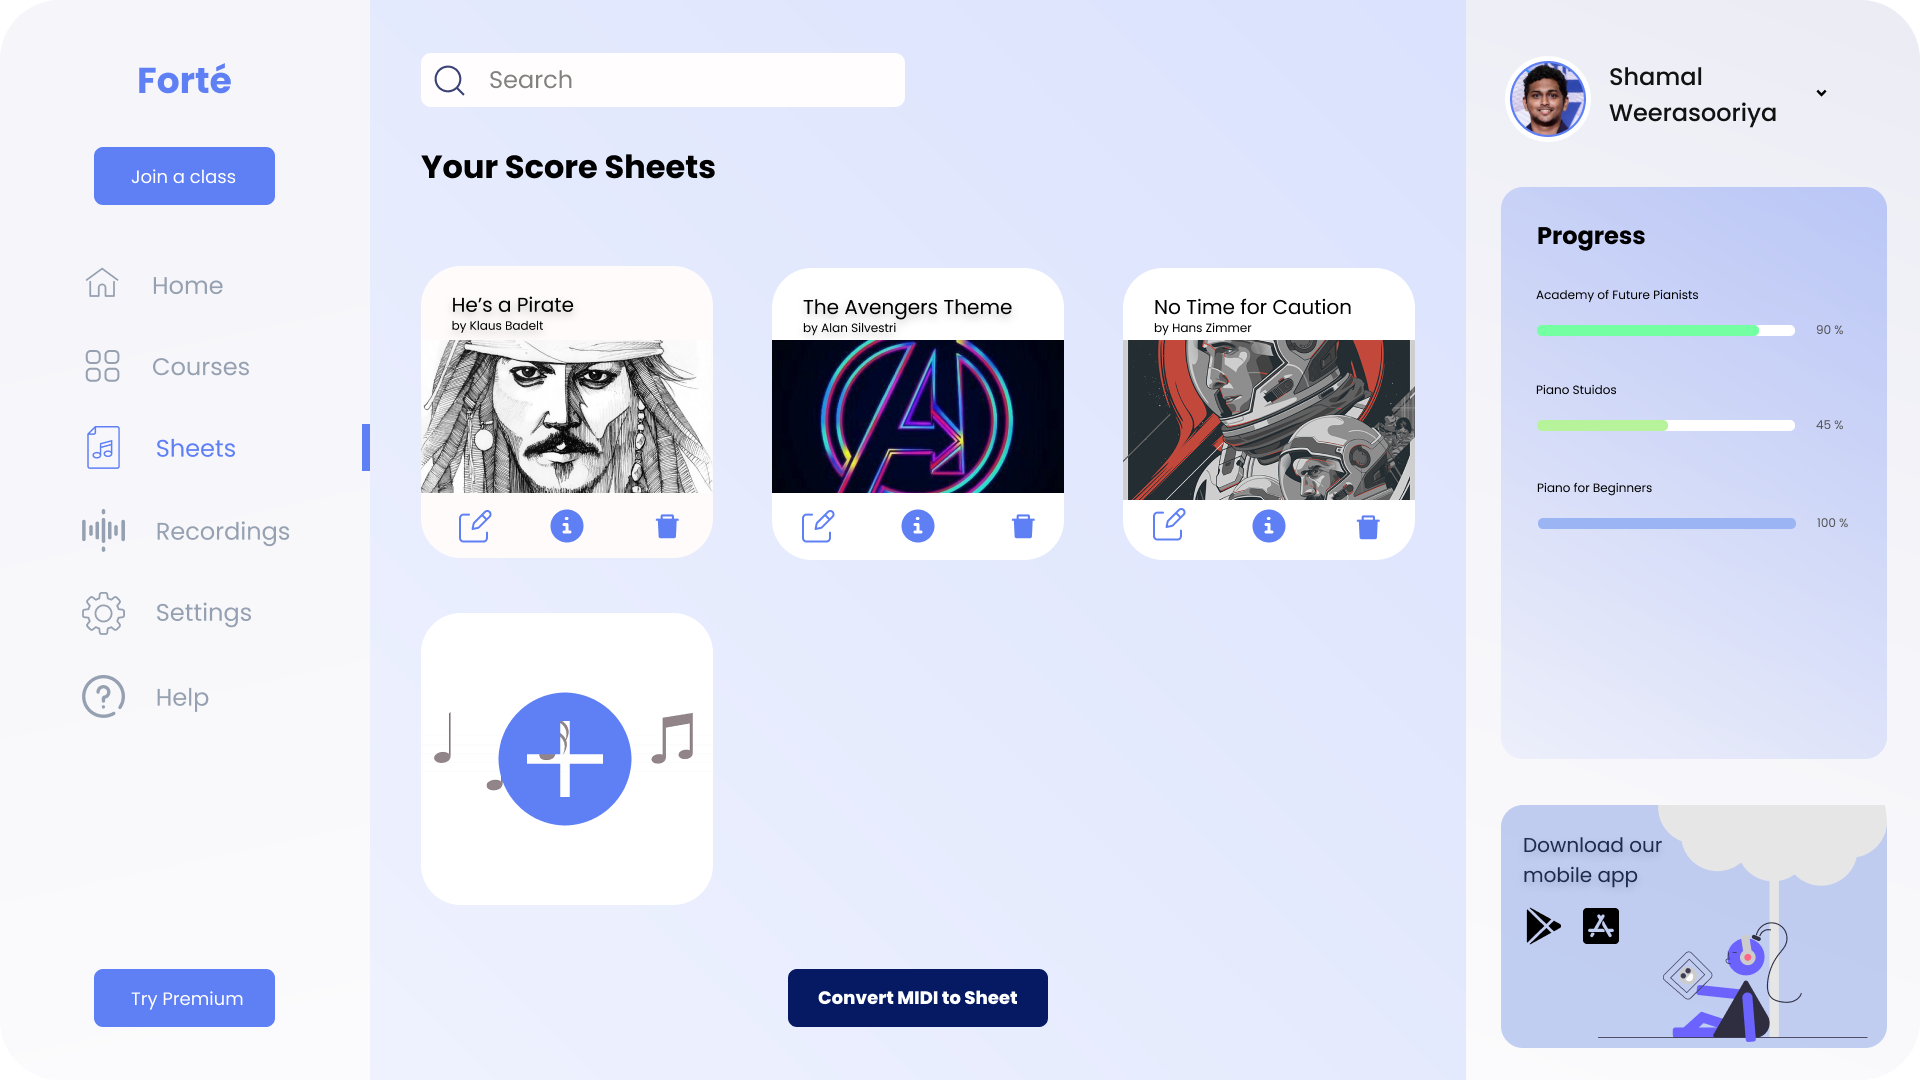 Forté
Join a class
Home
Courses
Sheets
Recordings
Settings
Help
Try Premium
Search
Your Score Sheets
He’s a Pirate
by Klaus Badelt
The Avengers Theme
by Alan Silvestri
No Time for Caution
by Hans Zimmer
Convert MIDI to Sheet
Shamal
Weerasooriya
Progress
Academy of Future Pianists
90 %
Piano Stuidos
45 %
Piano for Beginners
100 %
Download our
mobile app